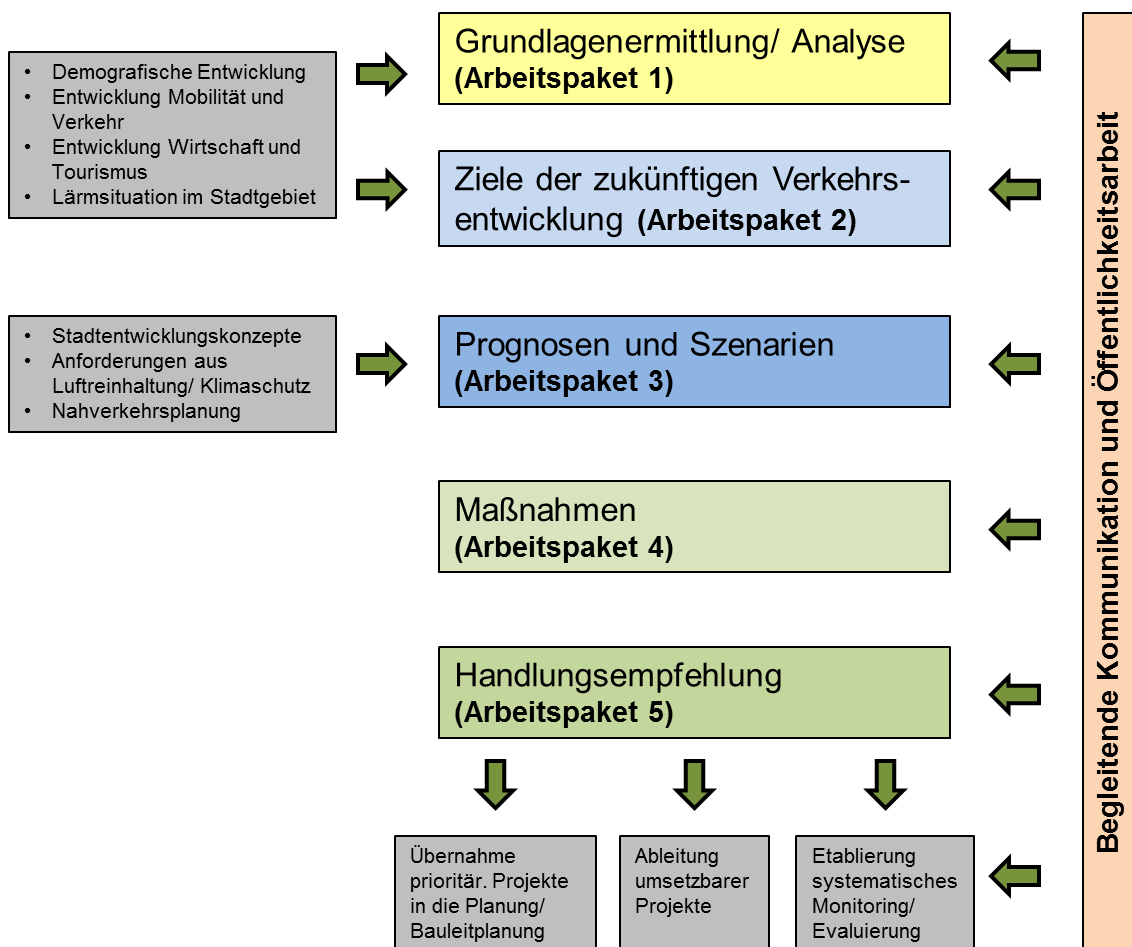 Grundlagenermittlung/ Analyse
(Arbeitspaket 1)
• Demografische Entwicklung
• Entwicklung Mobilität und
Verkehr
• Entwicklung Wirtschaft und
Tourismus
• Lärmsituation im Stadtgebiet
Ziele der zukünftigen Verkehrs-
entwicklung (Arbeitspaket 2)
• Stadtentwicklungskonzepte
• Anforderungen aus
Luftreinhaltung/ Klimaschutz
• Nahverkehrsplanung
Prognosen und Szenarien
(Arbeitspaket 3)
Maßnahmen
(Arbeitspaket 4)
Handlungsempfehlung
(Arbeitspaket 5)
Übernahme
prioritär. Projekte
in die Planung/
Bauleitplanung
Ableitung
umsetzbarer
Projekte
Etablierung
systematisches
Monitoring/
Evaluierung
Begleitende Kommunikation und Öffentlichkeitsarbeit